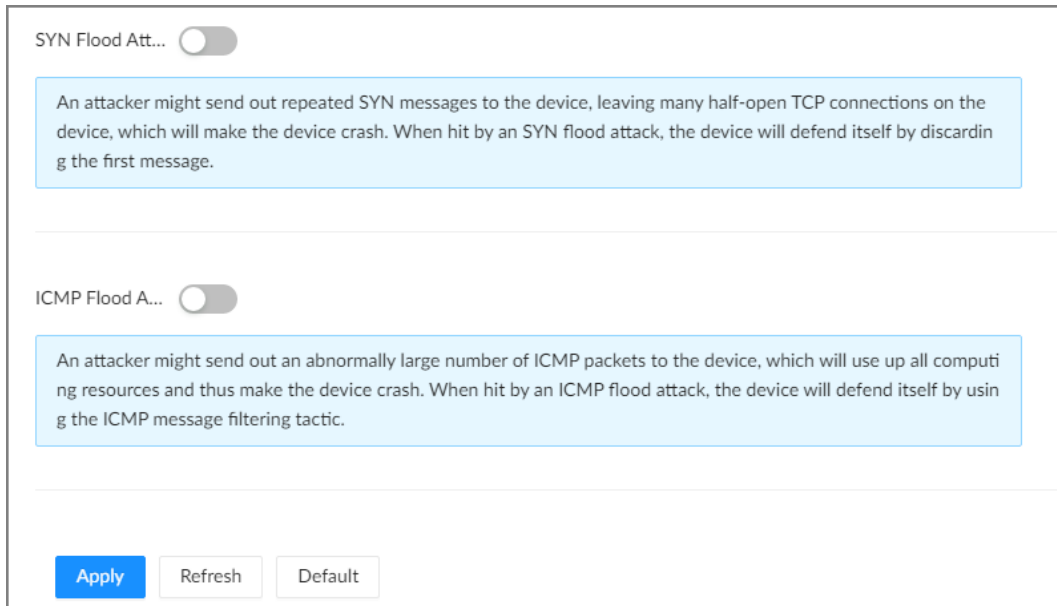 SYN Flood Att...
An attacker might send out repeated SYN messages to the device, leaving many half-open TCP connections on the
device, which will make the device crash. When hit by an SYN flood attack, the device will defend itself by discardin
g the first message.
ICMP Flood A...
An attacker might send out an abnormally large number of ICMP packets to the device, which will use up all computi
ng resources and thus make the device crash. When hit by an ICMP flood attack, the device will defend itself by usin
g the ICMP message filtering tactic.
Apply Refresh Default